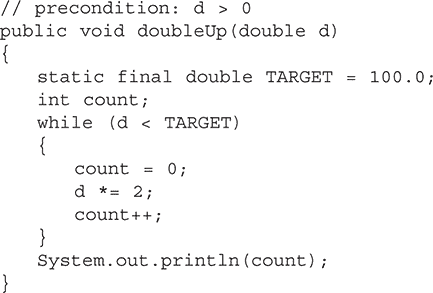 // precondition: d > 0
public void doubleUp(double d)
{
    static final double TARGET = 100.0;
    int count;
    while (d < TARGET)
    {
        count = 0;
        d *= 2;
        count++;
    }
    System.out.println(count);
}